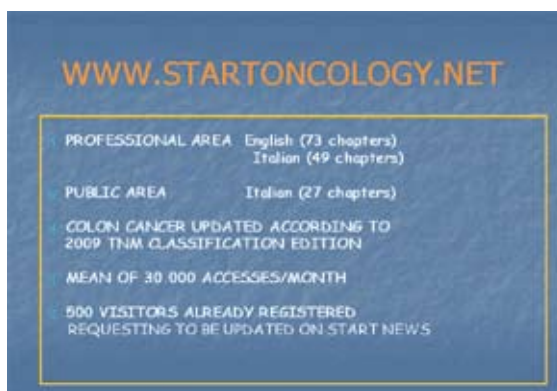 WWW.STARTONCOLOGY.NET
PROFESSIONAL AREA English (73 chapters)
Italian (49 chapters)
PUBLIC AREA Italian (27 chapters)
COLON CANCER UPDATED ACCORDING TO
2009 TNM CLASSIFICATION EDITION
MEAN OF 30.000 ACCESSES/MONTH
500 VISITORS ALREADY REGISTERED
REQUESTING TO BE UPDATED ON START NEWS